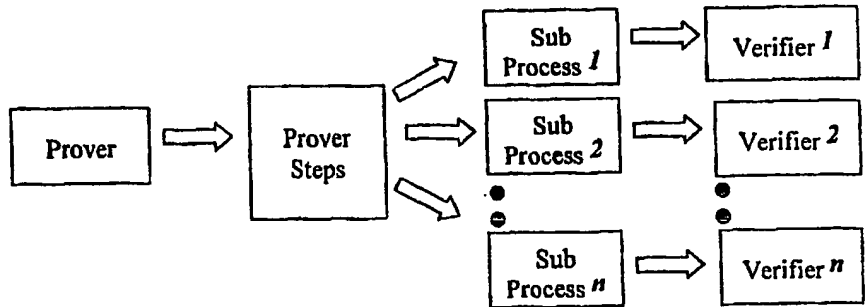 Sub
Process 1
Verifier 1
Prover
Prover
Steps
Sub
Process 2
Verifier 2
Sub
Process n
Verifier n